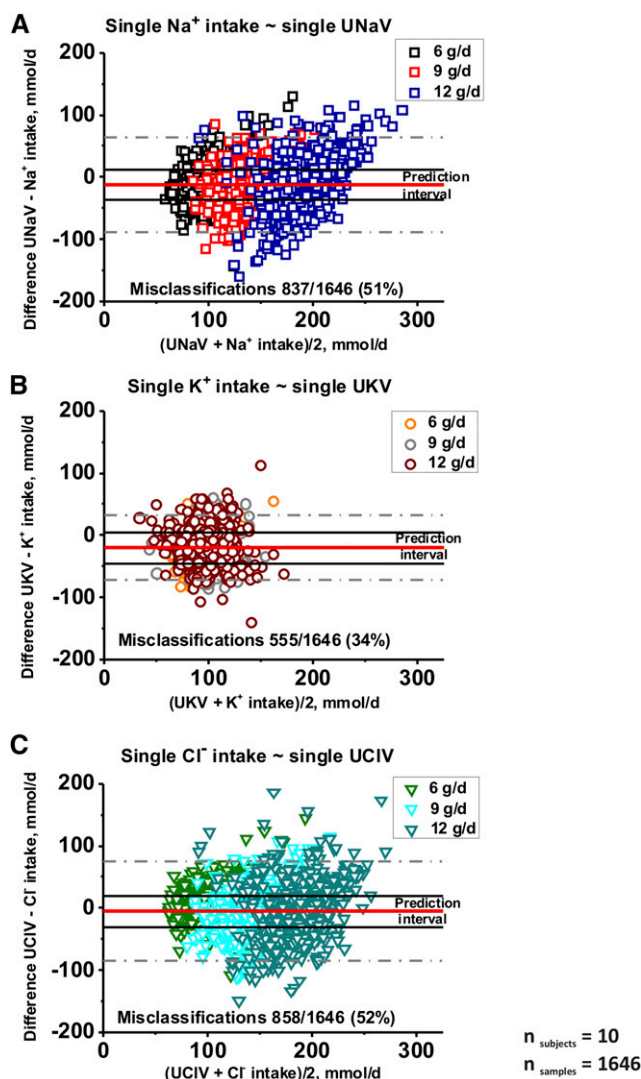 A
Single Na⁺ intake ~ single UNaV
Difference UNaV - Na⁺ intake, mmol/d
200
100
0
-100
-200
6 g/d
9 g/d
12 g/d
Prediction
interval
Misclassifications 837/1646 (51%)
0 100 200 300
(UNaV + Na⁺ intake)/2, mmol/d
B
Single K⁺ intake ~ single UKV
Difference UKV - K⁺ intake, mmol/d
200
100
0
-100
-200
6 g/d
9 g/d
12 g/d
Prediction
interval
Misclassifications 555/1646 (34%)
0 100 200 300
(UKV + K⁺ intake)/2, mmol/d
C
Single Cl⁻ intake ~ single UClV
Difference UClV - Cl⁻ intake, mmol/d
200
100
0
-100
-200
6 g/d
9 g/d
12 g/d
Prediction
interval
Misclassifications 858/1646 (52%)
0 100 200 300
(UClV + Cl⁻ intake)/2, mmol/d
n subjects = 10
n samples = 1646